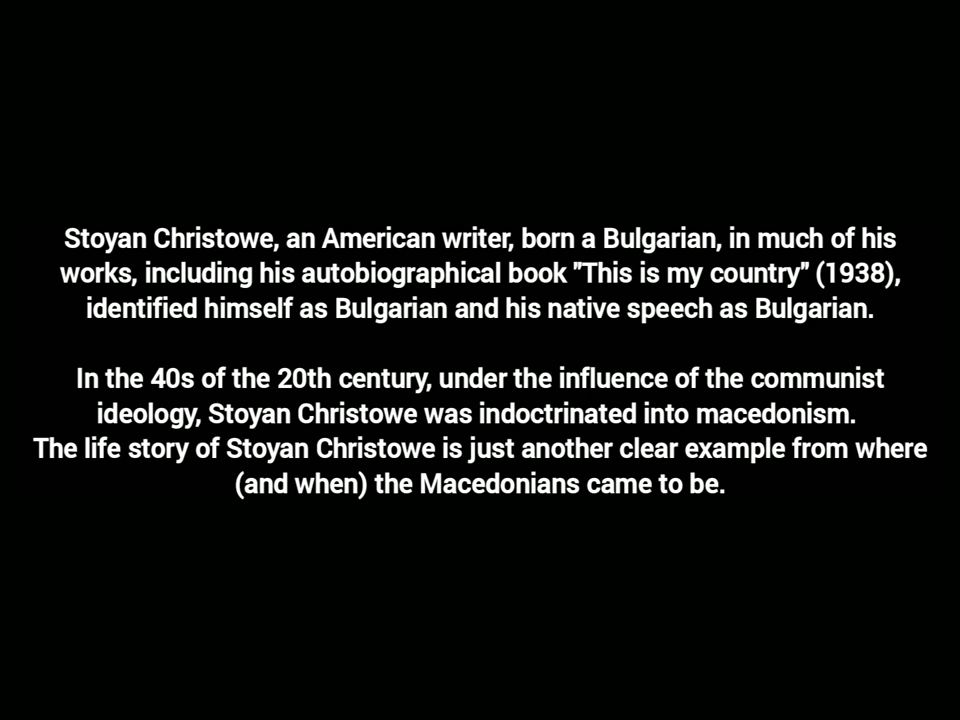 Stoyan Christowe, an American writer, born a Bulgarian, in much of his
works, including his autobiographical book "This is my country" (1938),
identified himself as Bulgarian and his native speech as Bulgarian.
In the 40s of the 20th century, under the influence of the communist
ideology, Stoyan Christowe was indoctrinated into macedonism.
The life story of Stoyan Christowe is just another clear example from where
(and when) the Macedonians came to be.